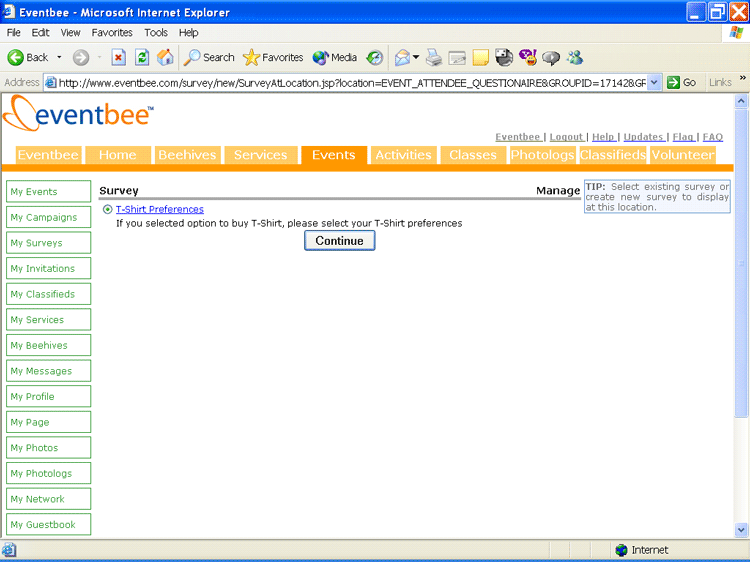 Eventbee - Microsoft Internet Explorer
File Edit View Favorites Tools Help
Back Search Favorites Media
Address http://www.eventbee.com/survey/new/SurveyAtLocation.jsp?location=EVENT_ATTENDEE_QUESTIONAIRE&GROUPID=17142&GF Go Links »
eventbee™
Eventbee | Logout | Help | Updates | Flag | FAQ
Eventbee Home Beehives Services Events Activities Classes Photologs Classifieds Volunteer
My Events
My Campaigns
My Surveys
My Invitations
My Classifieds
My Services
My Beehives
My Messages
My Profile
My Page
My Photos
My Photologs
My Network
My Guestbook
Survey Manage
T-Shirt Preferences
If you selected option to buy T-Shirt, please select your T-Shirt preferences
Continue
TIP: Select existing survey or
create new survey to display
at this location.
Internet